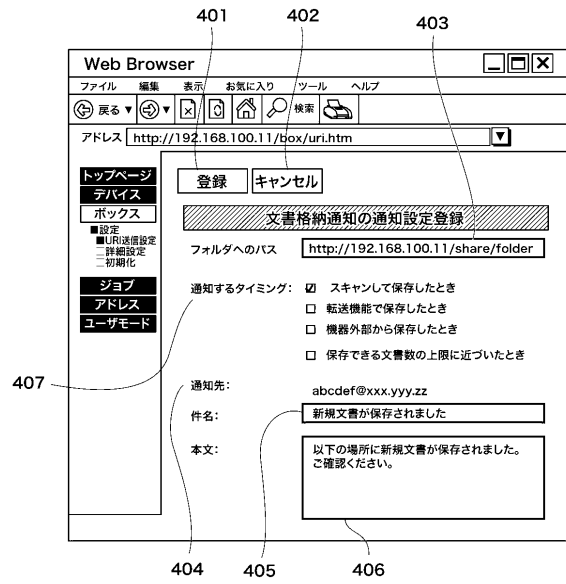 401
402
403
Web Browser
ファイル 編集 表示 お気に入り ツール ヘルプ
戻る ▼ ▼ 検索
アドレス http://192.168.100.11/box/uri.htm ▼
トップページ
デバイス
ボックス
■設定
■URI送信設定
詳細設定
初期化
ジョブ
アドレス
ユーザモード
登録 キャンセル
文書格納通知の通知設定登録
フォルダへのパス http://192.168.100.11/share/folder
通知するタイミング: ☑ スキャンして保存したとき
□ 転送機能で保存したとき
□ 機器外部から保存したとき
□ 保存できる文書数の上限に近づいたとき
407
通知先: abcdef@xxx.yyy.zz
件名: 新規文書が保存されました
本文: 以下の場所に新規文書が保存されました。
ご確認ください。
404
405
406